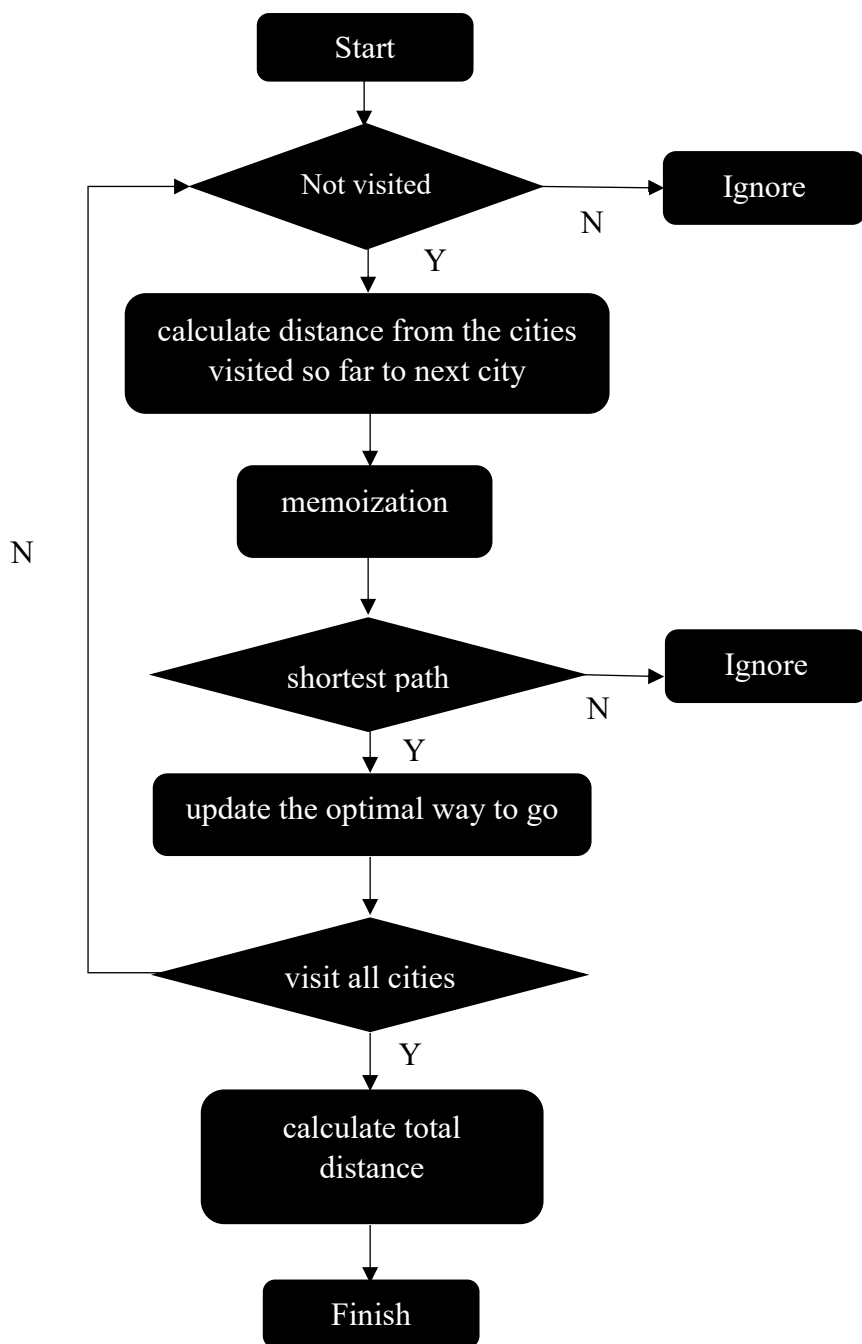 Start
Not visited
Ignore
N
Y
calculate distance from the cities
visited so far to next city
memoization
N
shortest path
Ignore
N
Y
update the optimal way to go
visit all cities
Y
calculate total
distance
Finish